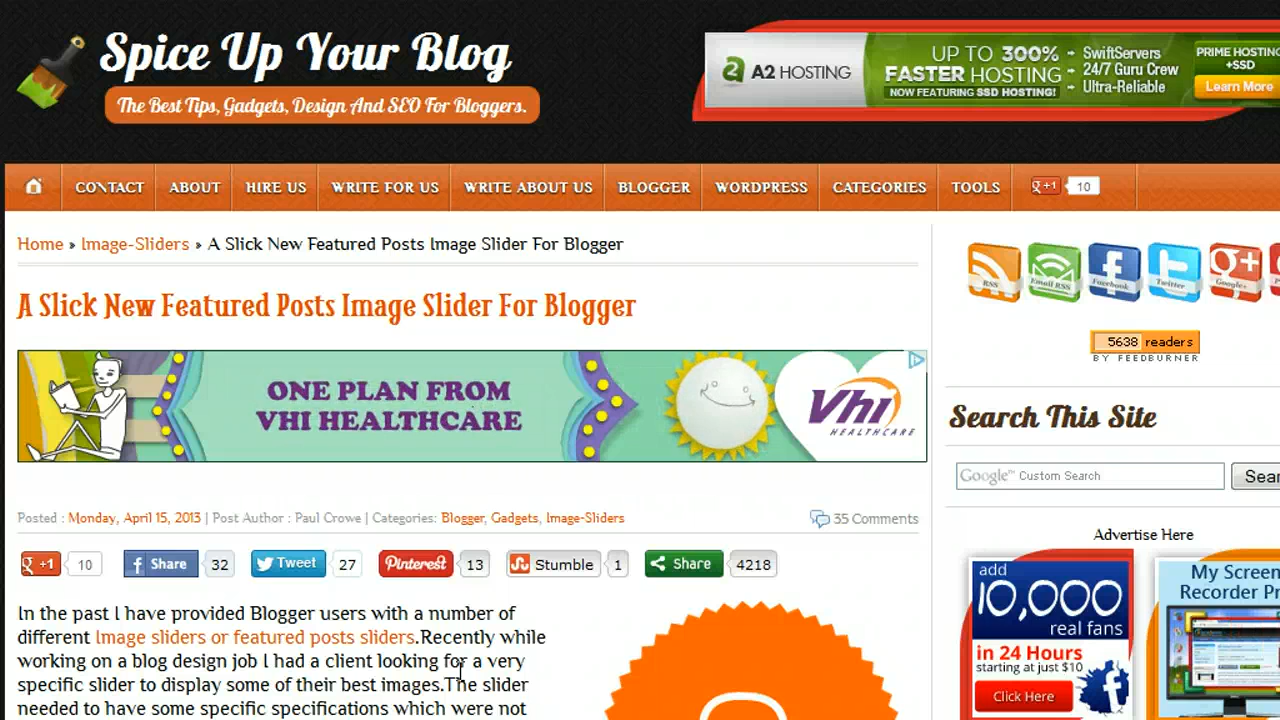 Spice Up Your Blog
The Best Tips, Gadgets, Design And SEO For Bloggers.
A2 HOSTING
UP TO 300%
FASTER HOSTING
NOW FEATURING SSD HOSTING!
SwiftServers
24/7 Guru Crew
Ultra-Reliable
PRIME HOSTING
+SSD
Learn More
CONTACT ABOUT HIRE US WRITE FOR US WRITE ABOUT US BLOGGER WORDPRESS CATEGORIES TOOLS g+1 10
Home » Image-Sliders » A Slick New Featured Posts Image Slider For Blogger
A Slick New Featured Posts Image Slider For Blogger
ONE PLAN FROM
VHI HEALTHCARE
Vhi
HEALTHCARE
Posted : Monday, April 15, 2013 | Post Author : Paul Crowe | Categories: Blogger, Gadgets, Image-Sliders
35 Comments
g+1 10 f Share 32 Tweet 27 Pinterest 13 Stumble 1 Share 4218
In the past I have provided Blogger users with a number of
different Image sliders or featured posts sliders.Recently while
working on a blog design job I had a client looking for a very
specific slider to display some of their best images.The slider
needed to have some specific specifications which were not
RSS Email RSS Facebook Twitter Google+
5638 readers
BY FEEDBURNER
Search This Site
Google™ Custom Search
Sear
Advertise Here
add
10,000
real fans
in 24 Hours
starting at just $10
Click Here
My Screen
Recorder Pr